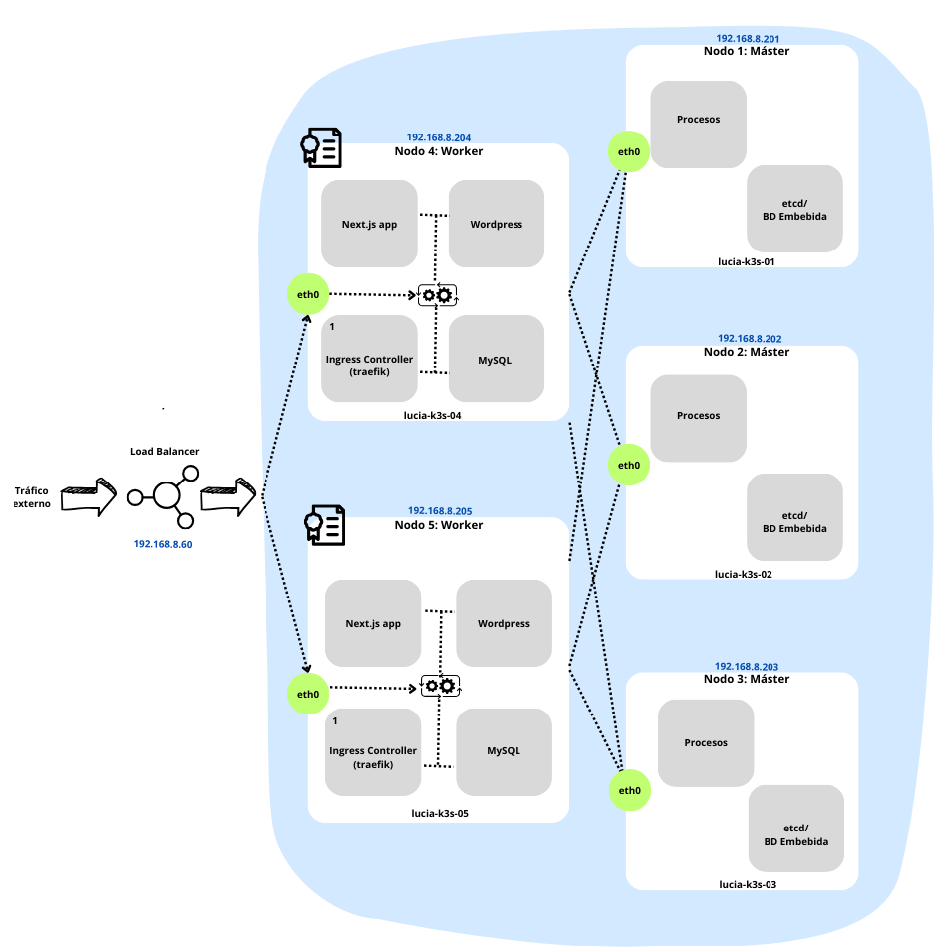 Tráfico
externo
Load Balancer
192.168.8.60
192.168.8.204
Nodo 4: Worker
Next.js app
Wordpress
eth0
1
Ingress Controller
(traefik)
MySQL
lucia-k3s-04
192.168.8.205
Nodo 5: Worker
Next.js app
Wordpress
eth0
1
Ingress Controller
(traefik)
MySQL
lucia-k3s-05
192.168.8.201
Nodo 1: Máster
Procesos
eth0
etcd/
BD Embebida
lucia-k3s-01
192.168.8.202
Nodo 2: Máster
Procesos
eth0
etcd/
BD Embebida
lucia-k3s-02
192.168.8.203
Nodo 3: Máster
Procesos
eth0
etcd/
BD Embebida
lucia-k3s-03